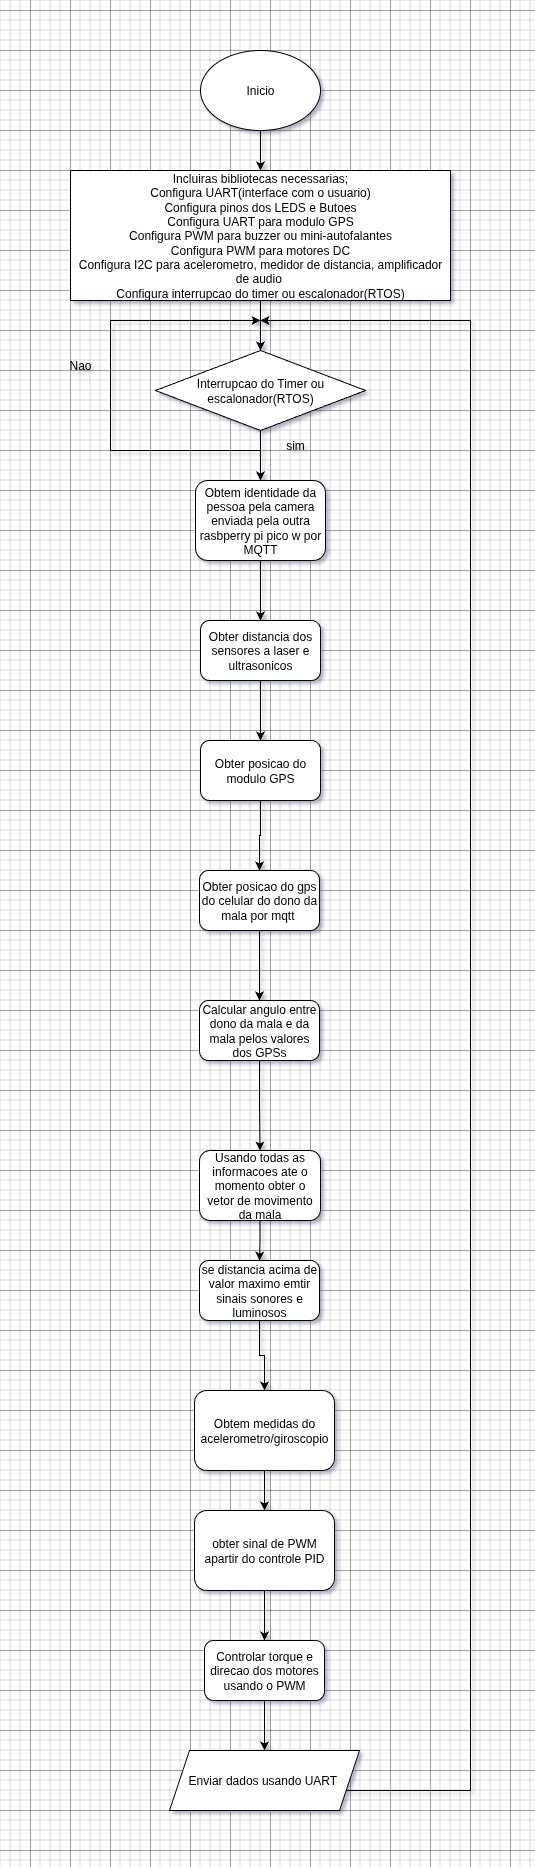 Inicio
Incluiras bibliotecas necessarias;
Configura UART(interface com o usuario)
Configura pinos dos LEDS e Butoes
Configura UART para modulo GPS
Configura PWM para buzzer ou mini-autofalantes
Configura PWM para motores DC
Configura I2C para acelerometro, medidor de distancia, amplificador
de audio
Configura interrupcao do timer ou escalonador(RTOS)
Nao
Interrupcao do Timer ou
escalonador(RTOS)
sim
Obtem identidade da
pessoa pela camera
enviada pela outra
rasbperry pi pico w por
MQTT
Obter distancia dos
sensores a laser e
ultrasonicos
Obter posicao do
modulo GPS
Obter posicao do gps
do celular do dono da
mala por mqtt
Calcular angulo entre
dono da mala e da
mala pelos valores
dos GPSs
Usando todas as
informacoes ate o
momento obter o
vetor de movimento
da mala
se distancia acima de
valor maximo emtir
sinais sonores e
luminosos
Obtem medidas do
acelerometro/giroscopio
obter sinal de PWM
apartir do controle PID
Controlar torque e
direcao dos motores
usando o PWM
Enviar dados usando UART